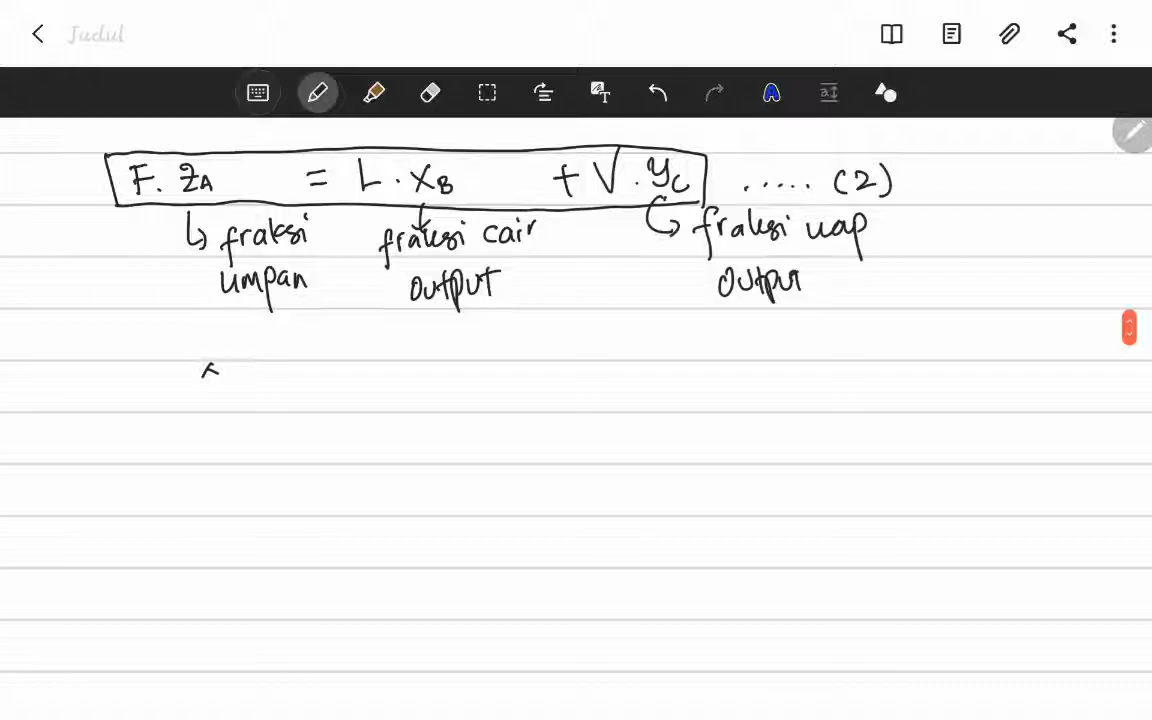 Judul
F. ZA = L. XB + V. yC ..... (2)
↳ fraksi umpan
fraksi cair output
fraksi uap output